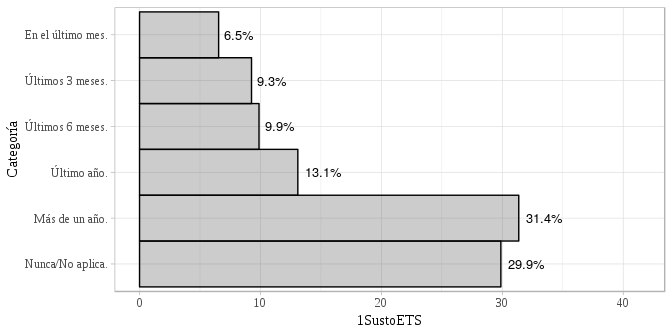 Categoría
En el último mes.
6.5%
Últimos 3 meses.
9.3%
Últimos 6 meses.
9.9%
Último año.
13.1%
Más de un año.
31.4%
Nunca/No aplica.
29.9%
0 10 20 30 40
1SustoETS